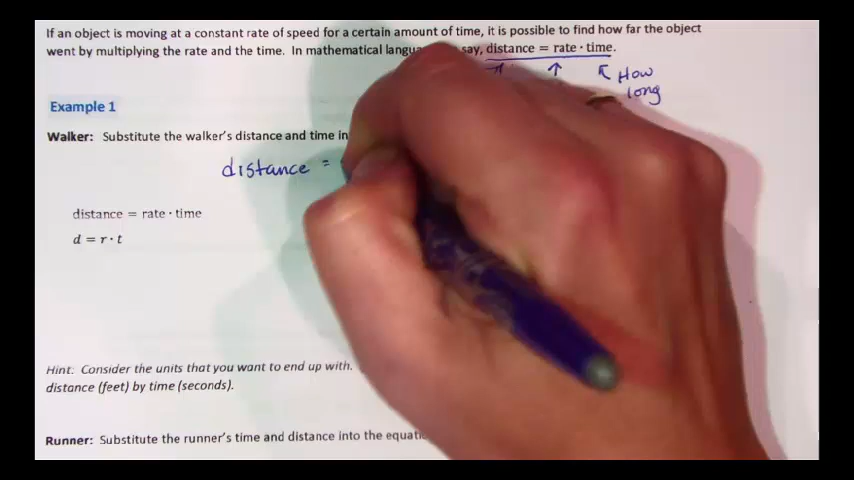 If an object is moving at a constant rate of speed for a certain amount of time, it is possible to find how far the object
went by multiplying the rate and the time. In mathematical say, distance = rate · time.
How
long
Example 1
Walker: Substitute the walker's distance and time in
distance =
distance = rate · time
d = r · t
Hint: Consider the units that you want to end up with.
distance (feet) by time (seconds).
Runner: Substitute the runner's time and distance into the